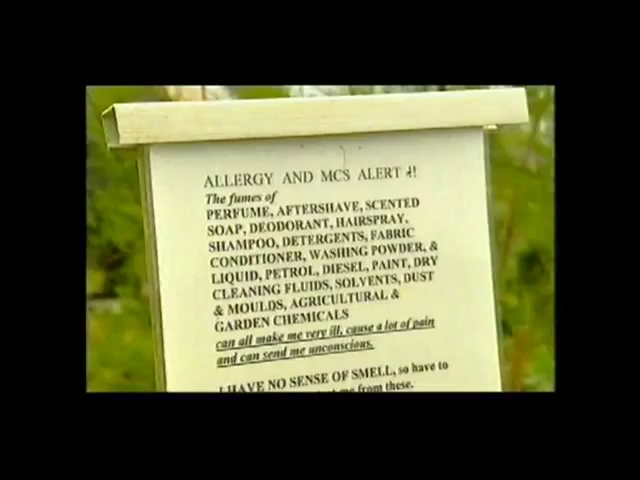 ALLERGY AND MCS ALERT !!
The fumes of
PERFUME, AFTERSHAVE, SCENTED
SOAP, DEODORANT, HAIRSPRAY,
SHAMPOO, DETERGENTS, FABRIC
CONDITIONER, WASHING POWDER, &
LIQUID, PETROL, DIESEL, PAINT, DRY
CLEANING FLUIDS, SOLVENTS, DUST
& MOULDS, AGRICULTURAL &
GARDEN CHEMICALS
can all make me very ill, cause a lot of pain
and can send me unconscious.
I HAVE NO SENSE OF SMELL, so have to
me from these.